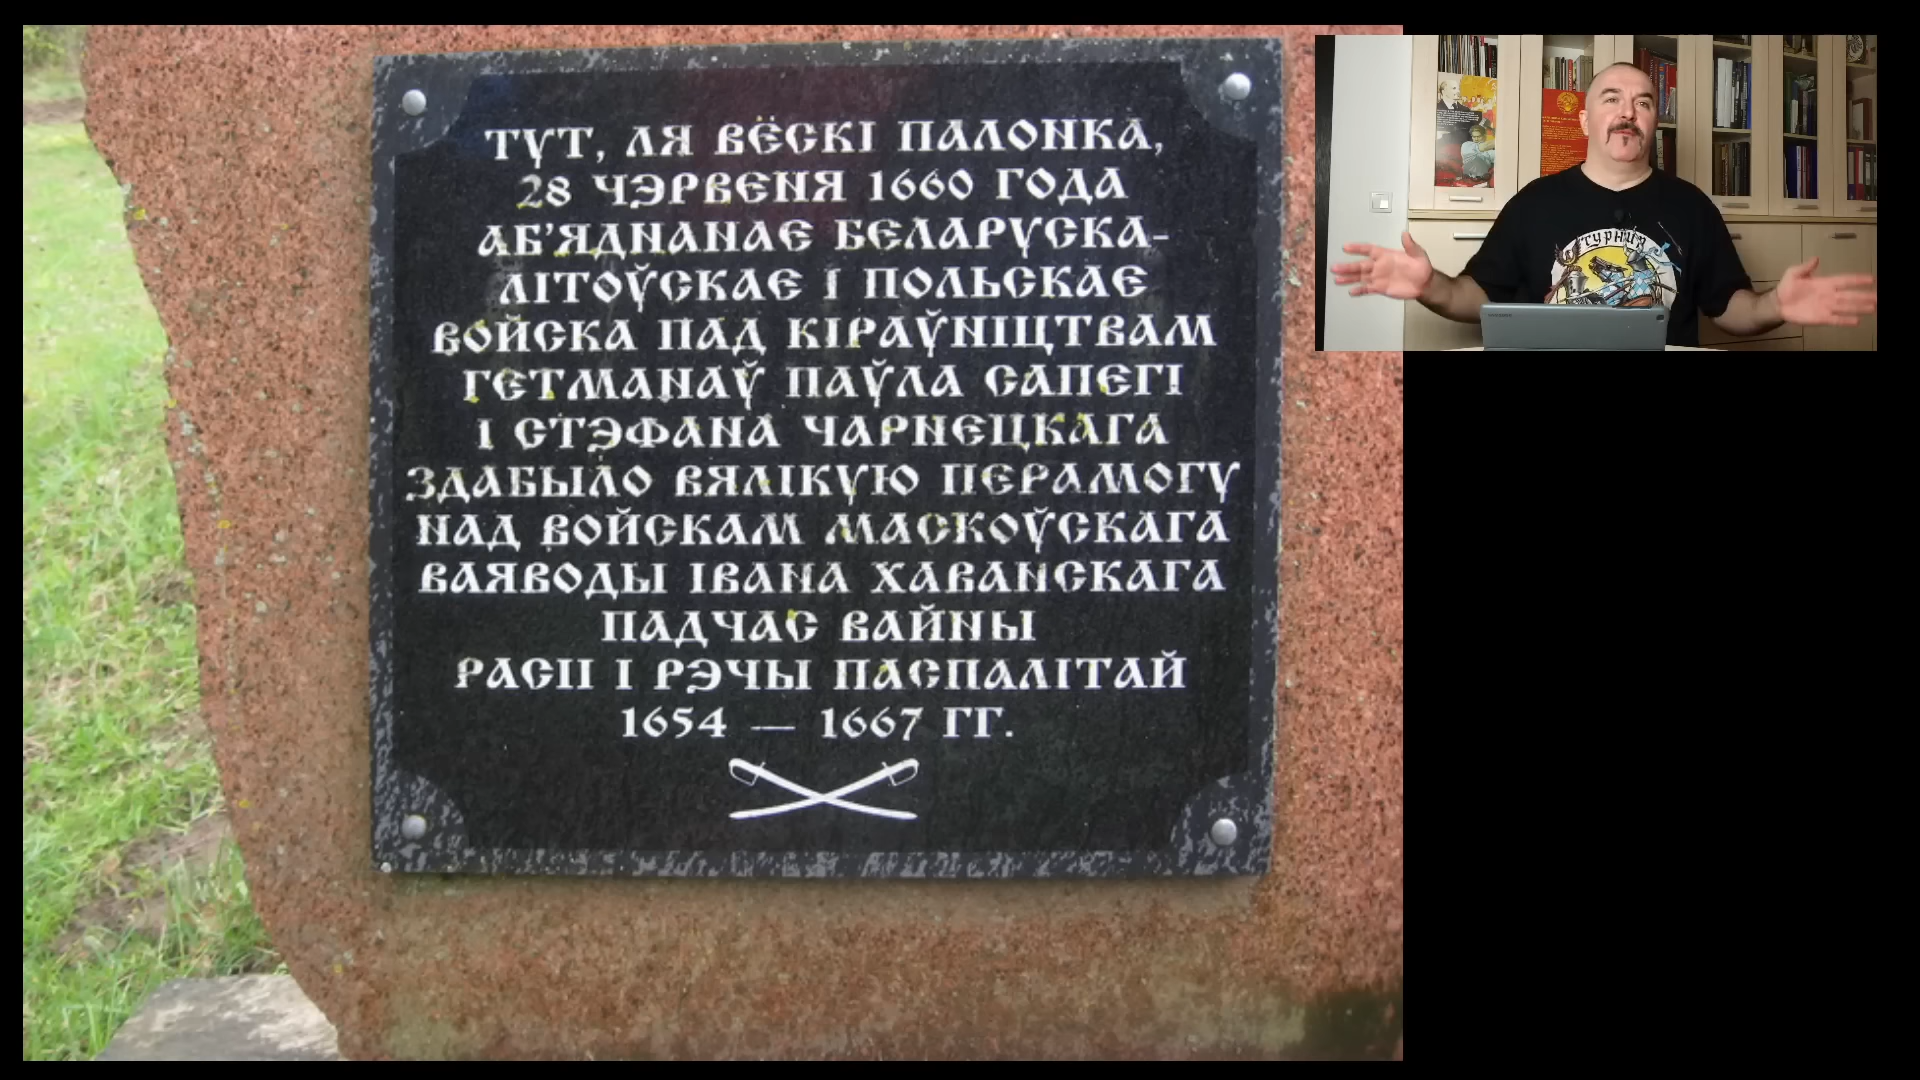 ТУТ, ЛЯ ВЁСКІ ПАЛОНКА,
28 ЧЭРВЕНЯ 1660 ГОДА
АБ'ЯДНАНАЕ БЕЛАРУСКА-
ЛІТОЎСКАЕ І ПОЛЬСКАЕ
ВОЙСКА ПАД КІРАЎНІЦТВАМ
ГЕТМАНАЎ ПАЎЛА САПЕГІ
І СТЭФАНА ЧАРНЕЦКАГА
ЗДАБЫЛО ВЯЛІКУЮ ПЕРАМОГУ
НАД ВОЙСКАМ МАСКОЎСКАГА
ВАЯВОДЫ ІВАНА ХАВАНСКАГА
ПАДЧАС ВАЙНЫ
РАСІІ І РЭЧЫ ПАСПАЛІТАЙ
1654 — 1667 ГГ.
ТУРНИР